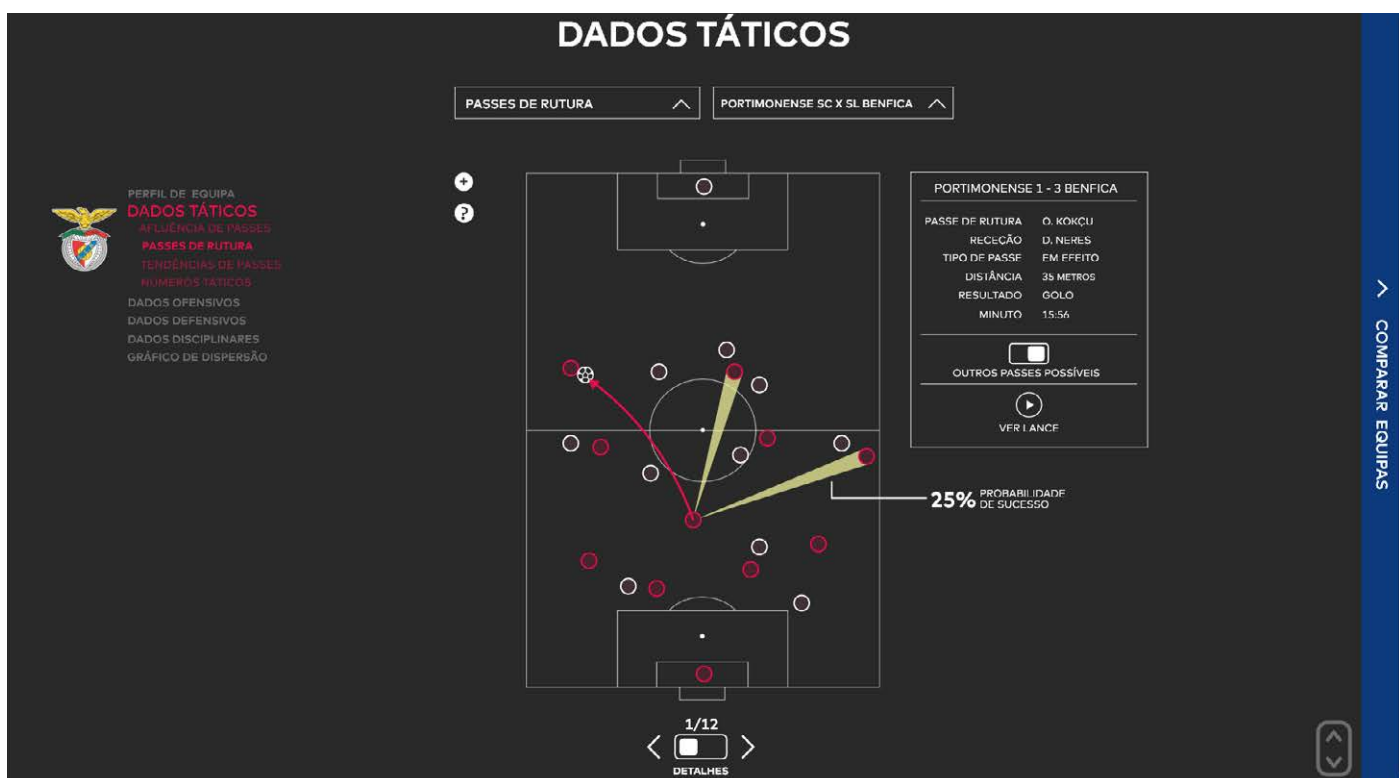 DADOS TÁTICOS
PASSES DE RUTURA
PORTIMONENSE SC X SL BENFICA
PERFIL DE EQUIPA
DADOS TÁTICOS
AFLUÊNCIA DE PASSES
PASSES DE RUTURA
TENDÊNCIAS DE PASSES
NÚMEROS TÁTICOS
DADOS OFENSIVOS
DADOS DEFENSIVOS
DADOS DISCIPLINARES
GRÁFICO DE DISPERSÃO
+
?
PORTIMONENSE 1 - 3 BENFICA
PASSE DE RUTURA O. KOKÇU
RECEÇÃO D. NERES
TIPO DE PASSE EM EFEITO
DISTÂNCIA 35 METROS
RESULTADO GOLO
MINUTO 15:56
OUTROS PASSES POSSÍVEIS
VER LANCE
25% PROBABILIDADE
DE SUCESSO
1/12
DETALHES
COMPARAR EQUIPAS